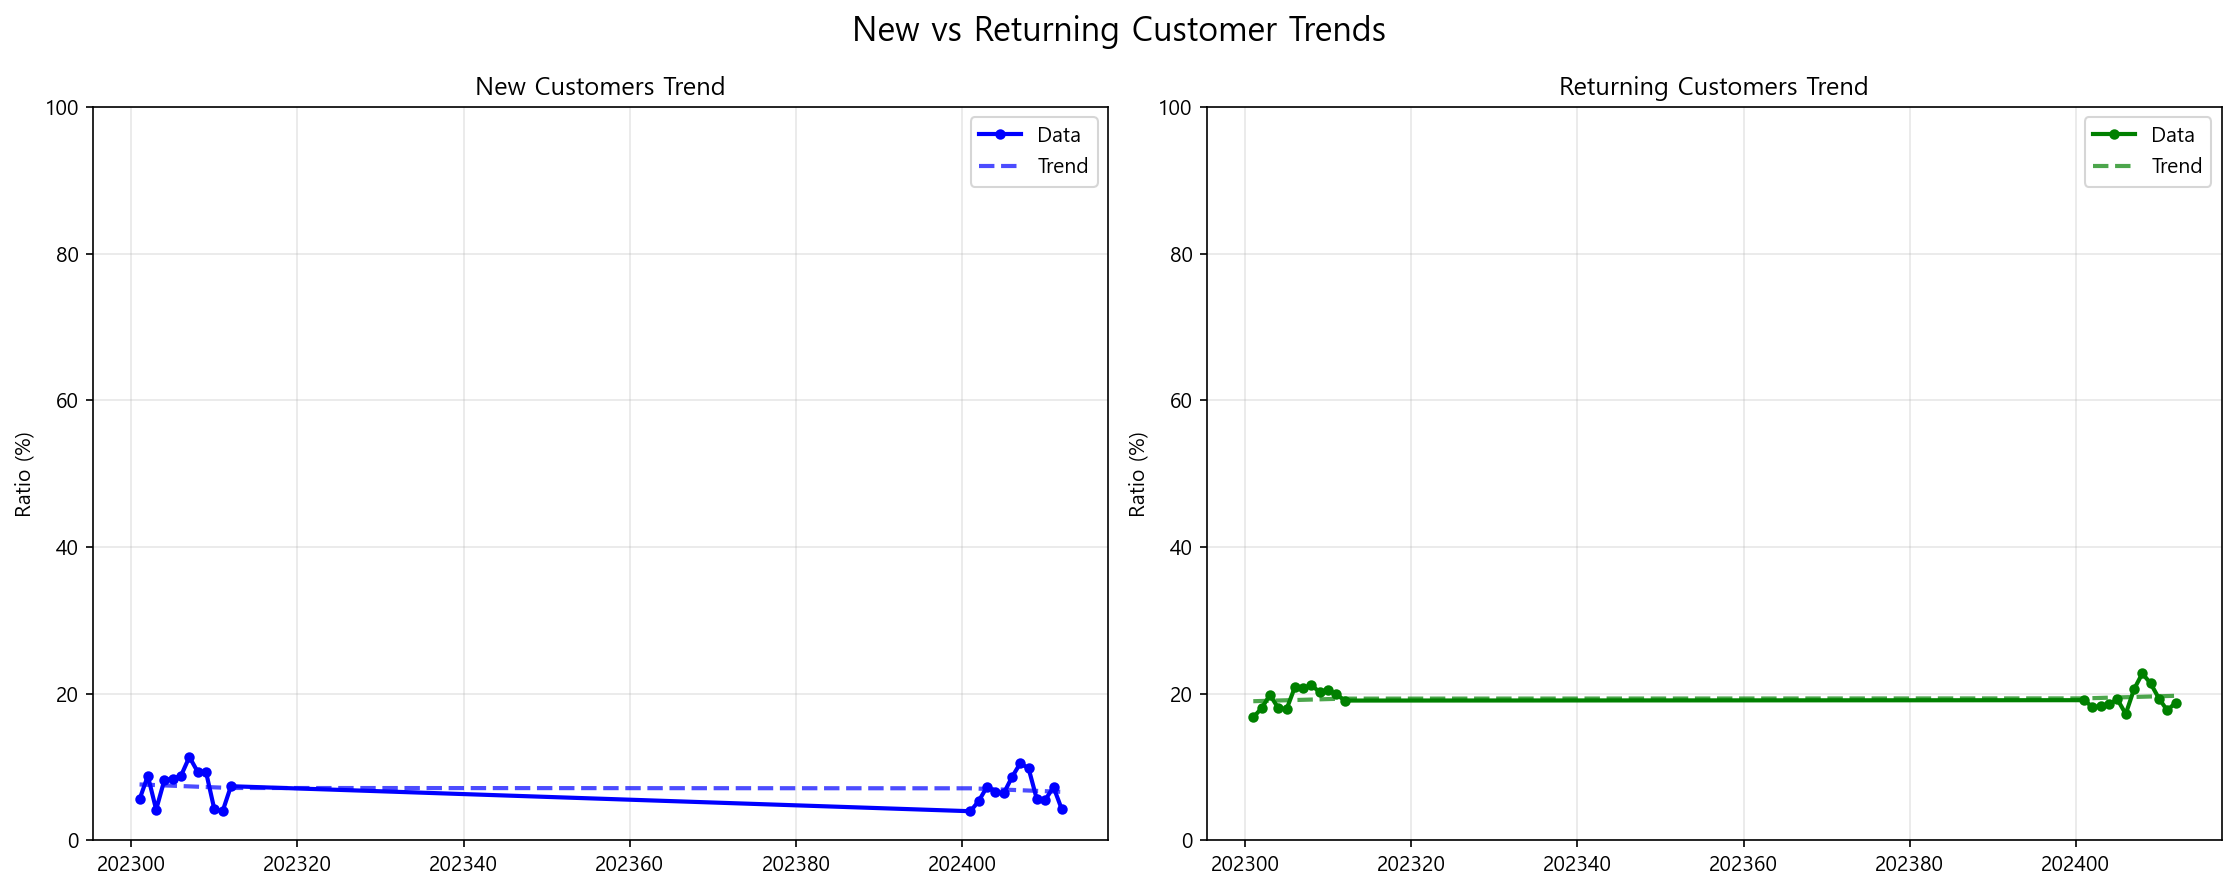 New vs Returning Customer Trends
New Customers Trend
100
80
60
40
20
0
Ratio (%)
202300 202320 202340 202360 202380 202400
Data
Trend
Returning Customers Trend
100
80
60
40
20
0
Ratio (%)
202300 202320 202340 202360 202380 202400
Data
Trend